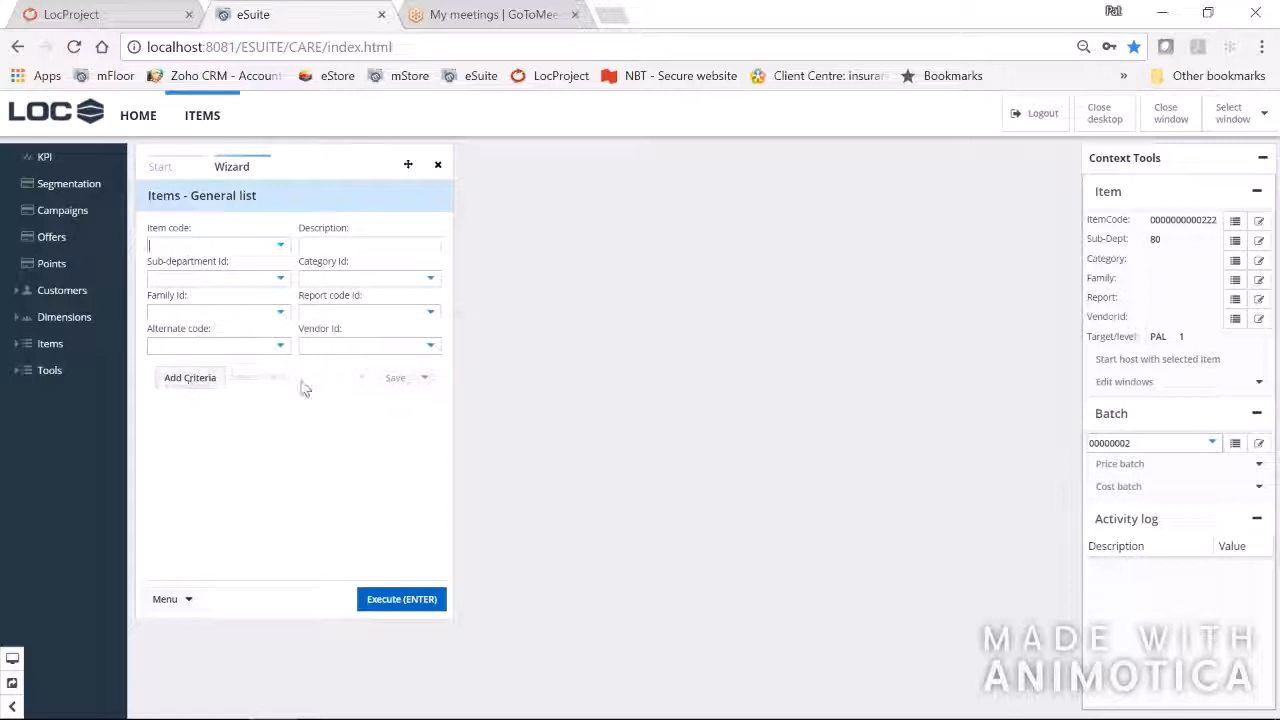 LocProject
eSuite
My meetings | GoToMee
Pat
localhost:8081/ESUITE/CARE/index.html
Apps
mFloor
Zoho CRM - Account
eStore
mStore
eSuite
LocProject
NBT - Secure
site
Client Centre: insur
Bookmarks
»
Other bookmarks
LOC
HOME
ITEMS
Logout
Close desktop
Close window
Select window
KPI
Segmentation
Campaigns
Offers
Points
Customers
Dimensions
Items
Tools
Start
Wizard
Items - General list
Item code:
Description:
Sub-department Id:
Category Id:
Family Id:
Report code Id:
Alternate code:
Vendor Id:
Add Criteria
Save
Menu
Execute (ENTER)
Context Tools
Item
ItemCode: 0000000000222
Sub-Dept: 80
Category:
Family:
Report:
VendorId:
Target/level: PAL 1
Start host with selected item
Edit windows
Batch
00000002
Price batch
Cost batch
Activity log
Description
Value
MADE WITH
ANIMOTICA